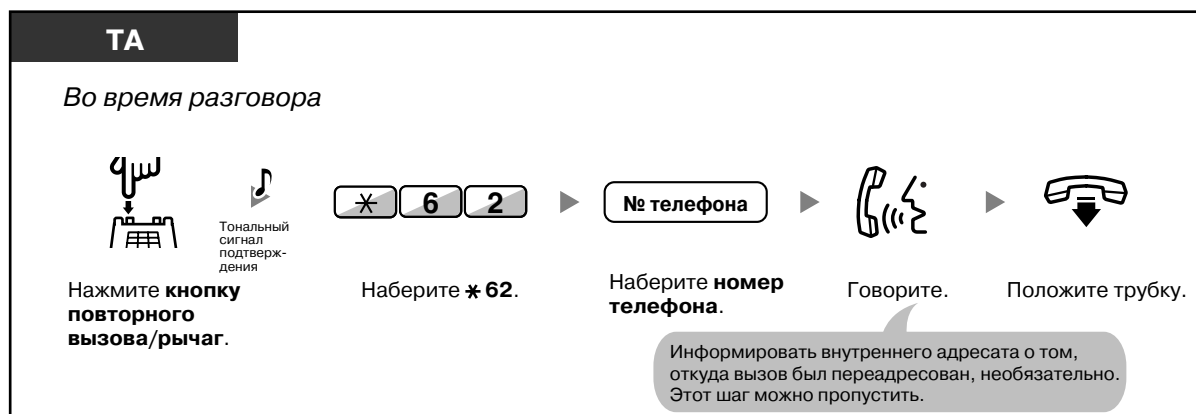 ТА
Во время разговора
Тональный
сигнал
подтверж-
дения
* 6 2
№ телефона
Нажмите кнопку
повторного
вызова/рычаг.
Наберите * 62.
Наберите номер
телефона.
Говорите.
Положите трубку.
Информировать внутреннего адресата о том,
откуда вызов был переадресован, необязательно.
Этот шаг можно пропустить.